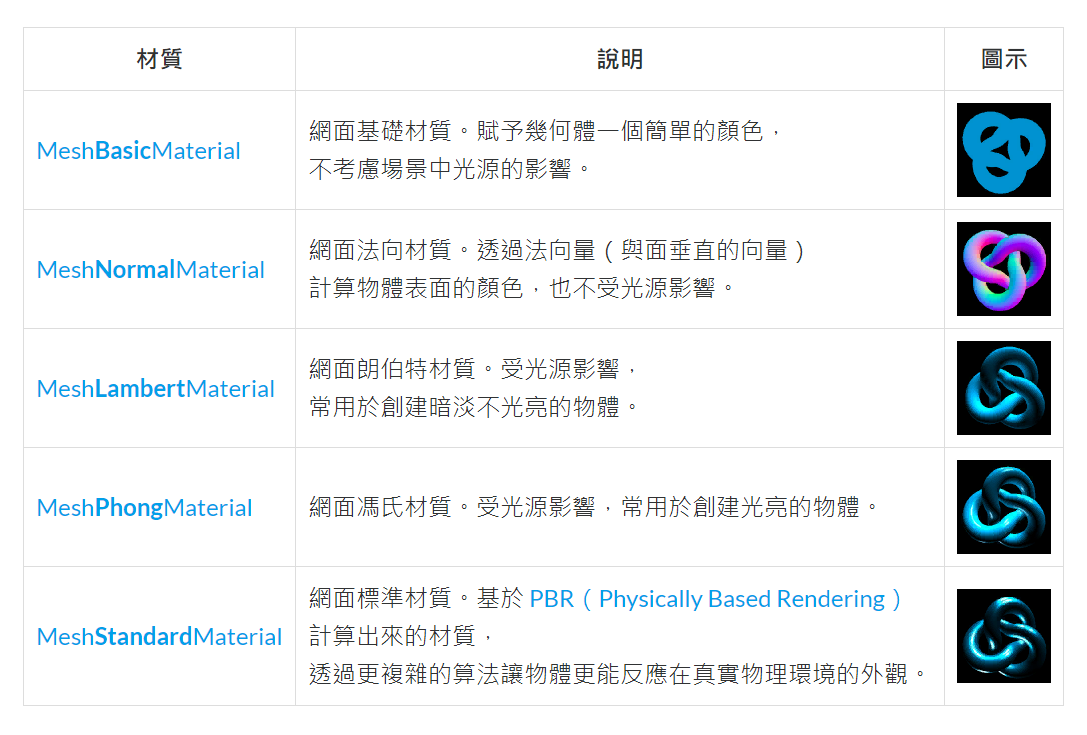 材質 說明 圖示
MeshBasicMaterial
網面基礎材質。賦予幾何體一個簡單的顏色，
不考慮場景中光源的影響。
MeshNormalMaterial
網面法向材質。透過法向量（與面垂直的向量）
計算物體表面的顏色，也不受光源影響。
MeshLambertMaterial
網面朗伯特材質。受光源影響，
常用於創建暗淡不光亮的物體。
MeshPhongMaterial
網面馮氏材質。受光源影響，常用於創建光亮的物體。
MeshStandardMaterial
網面標準材質。基於 PBR（Physically Based Rendering）
計算出來的材質，
透過更複雜的算法讓物體更能反應在真實物理環境的外觀。